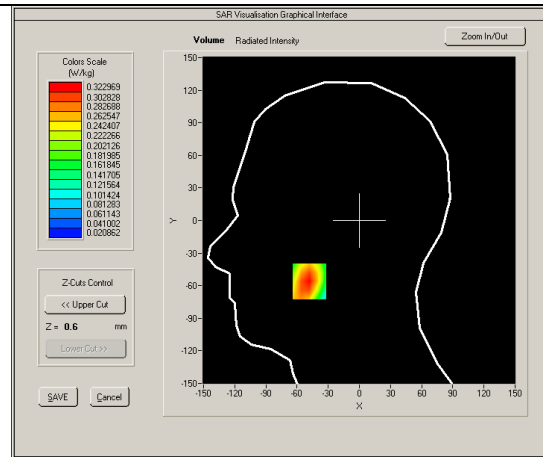 SAR Visualisation Graphical Interface
Volume Radiated Intensity
Zoom In/Out
Colors Scale
(W/kg)
0.322969
0.302828
0.282688
0.262547
0.242407
0.222266
0.202126
0.181985
0.161845
0.141705
0.121564
0.101424
0.081283
0.061143
0.041002
0.020862
Z-Cuts Control
<< Upper Cut
Z = 0.6 mm
Lower Cut >>
SAVE Cancel
150
120
90
60
30
0
-30
-60
-90
-120
-150
Y
-150 -120 -90 -60 -30 0 30 60 90 120 150
X